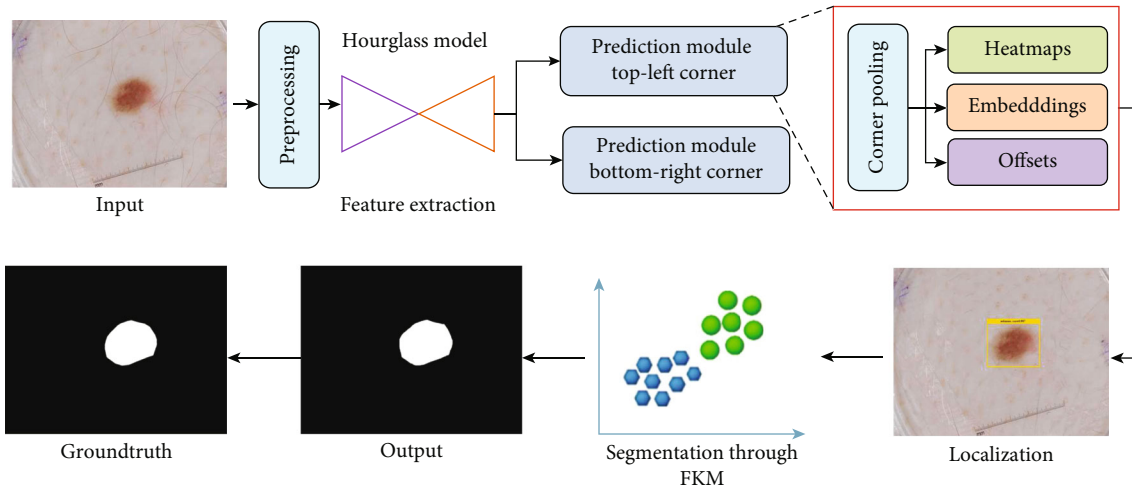 Input
Preprocessing
Hourglass model
Feature extraction
Prediction module
top-left corner
Prediction module
bottom-right corner
Corner pooling
Heatmaps
Embedddings
Offsets
Groundtruth
Output
Segmentation through
FKM
Localization